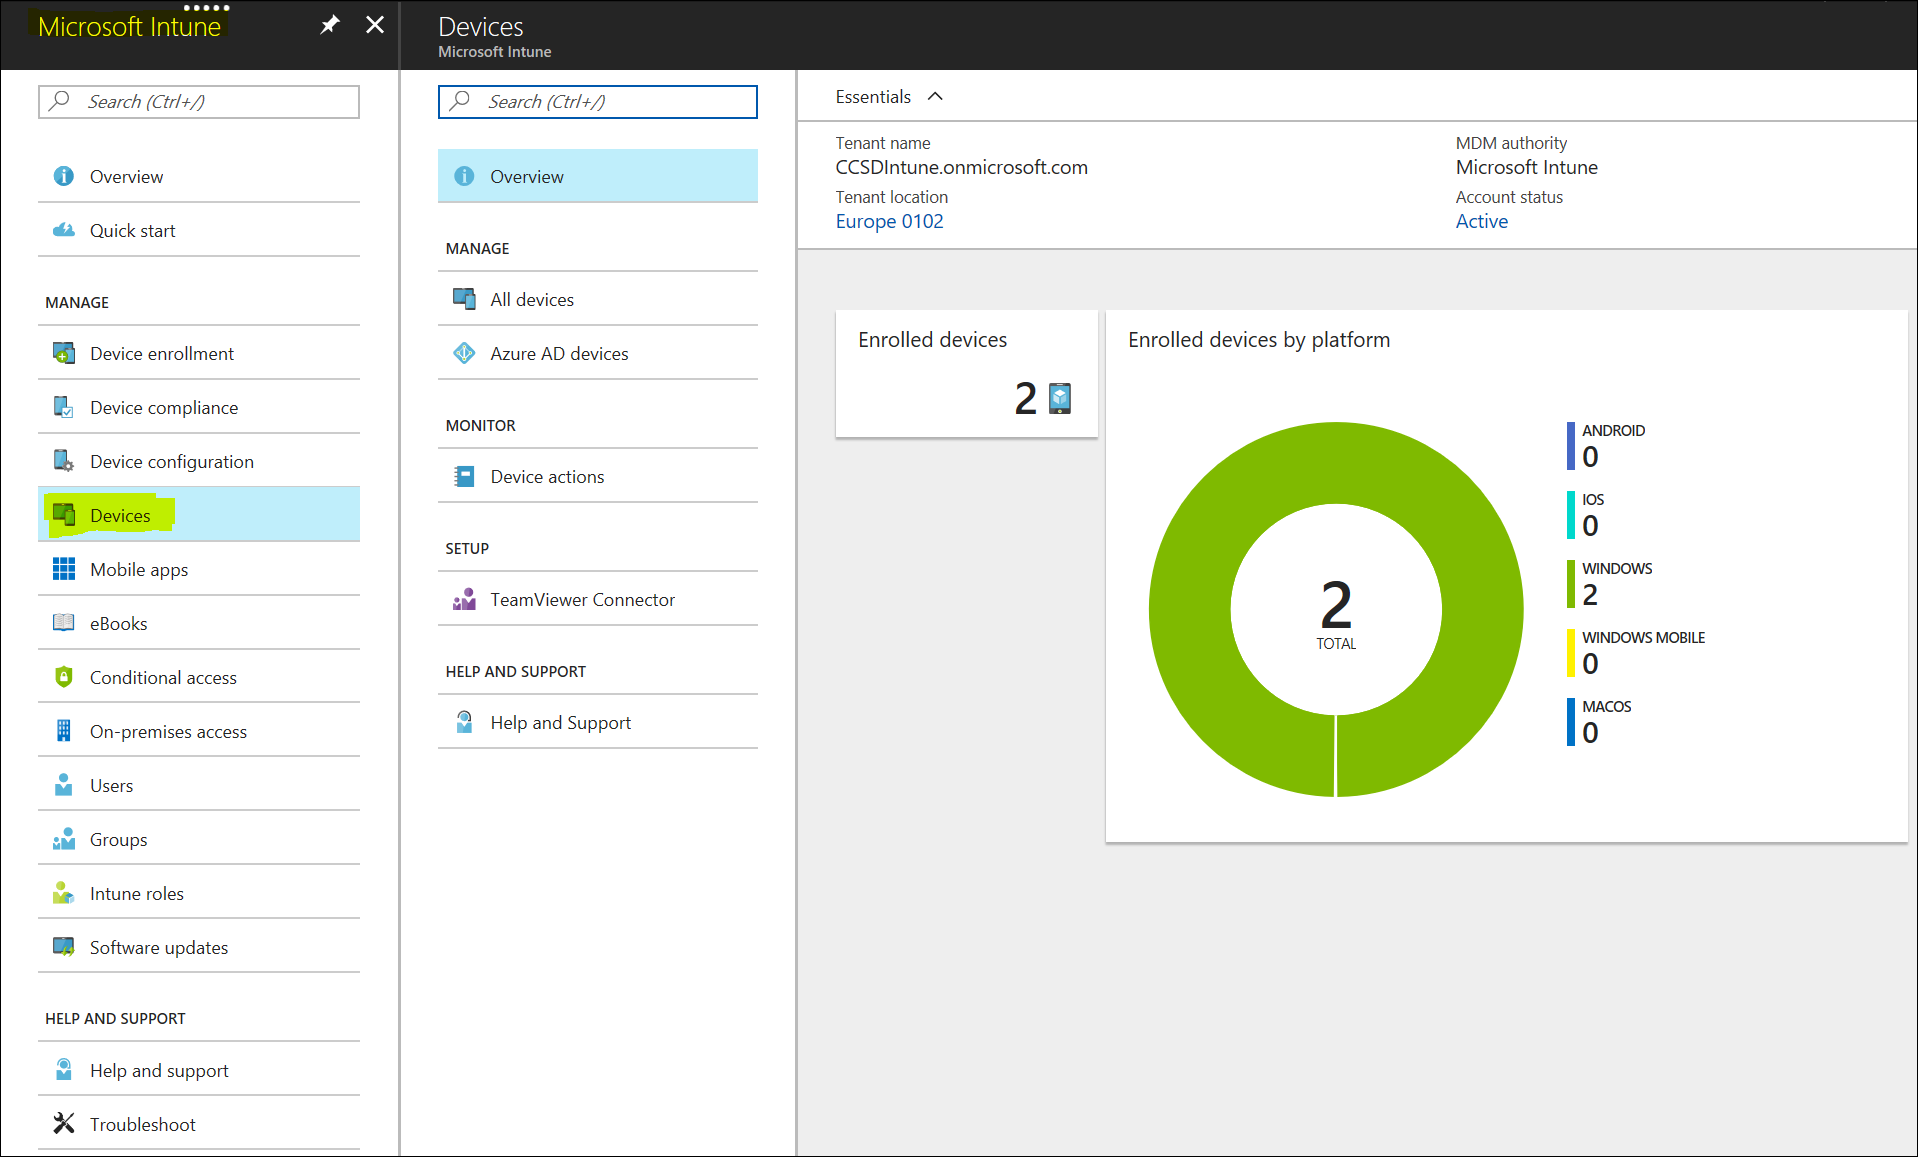 Microsoft Intune
Search (Ctrl+/)
Overview
Quick start
MANAGE
Device enrollment
Device compliance
Device configuration
Devices
Mobile apps
eBooks
Conditional access
On-premises access
Users
Groups
Intune roles
Software updates
HELP AND SUPPORT
Help and support
Troubleshoot
Devices
Microsoft Intune
Search (Ctrl+/)
Overview
MANAGE
All devices
Azure AD devices
MONITOR
Device actions
SETUP
TeamViewer Connector
HELP AND SUPPORT
Help and Support
Essentials
Tenant name
CCSDIntune.onmicrosoft.com
Tenant location
Europe 0102
MDM authority
Microsoft Intune
Account status
Active
Enrolled devices
2
Enrolled devices by platform
2
TOTAL
ANDROID
0
IOS
0
WINDOWS
2
WINDOWS MOBILE
0
MACOS
0